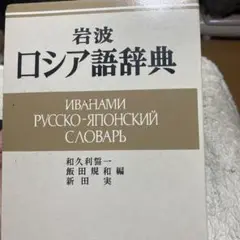 岩波
ロシア語辞典
ИВАНАМИ
РУССКО-ЯПОНСКИЙ
СЛОВАРЬ
和久利誓一
飯田規和編
新田実